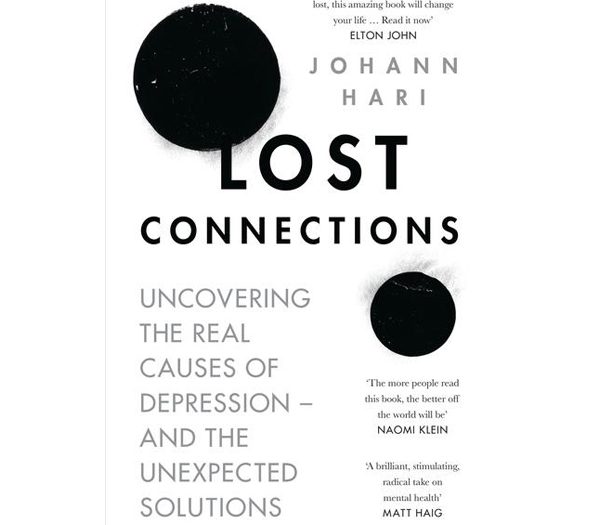 lost, this amazing book will change
your life … Read it now’
ELTON JOHN
JOHANN
HARI
LOST
CONNECTIONS
UNCOVERING
THE REAL
CAUSES OF
DEPRESSION –
AND THE
UNEXPECTED
SOLUTIONS
‘The more people read
this book, the better off
the world will be’
NAOMI KLEIN
‘A brilliant, stimulating,
radical take on
mental health’
MATT HAIG